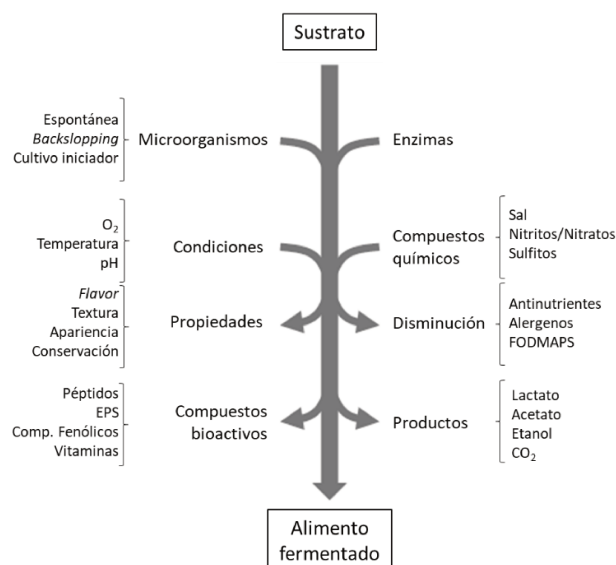 Sustrato
Espontánea
Backslopping
Cultivo iniciador
Microorganismos
Enzimas
O₂
Temperatura
pH
Condiciones
Compuestos
químicos
Sal
Nitritos/Nitratos
Sulfitos
Flavor
Textura
Apariencia
Conservación
Propiedades
Disminución
Antinutrientes
Alergenos
FODMAPS
Péptidos
EPS
Comp. Fenólicos
Vitaminas
Compuestos
bioactivos
Productos
Lactato
Acetato
Etanol
CO₂
Alimento
fermentado